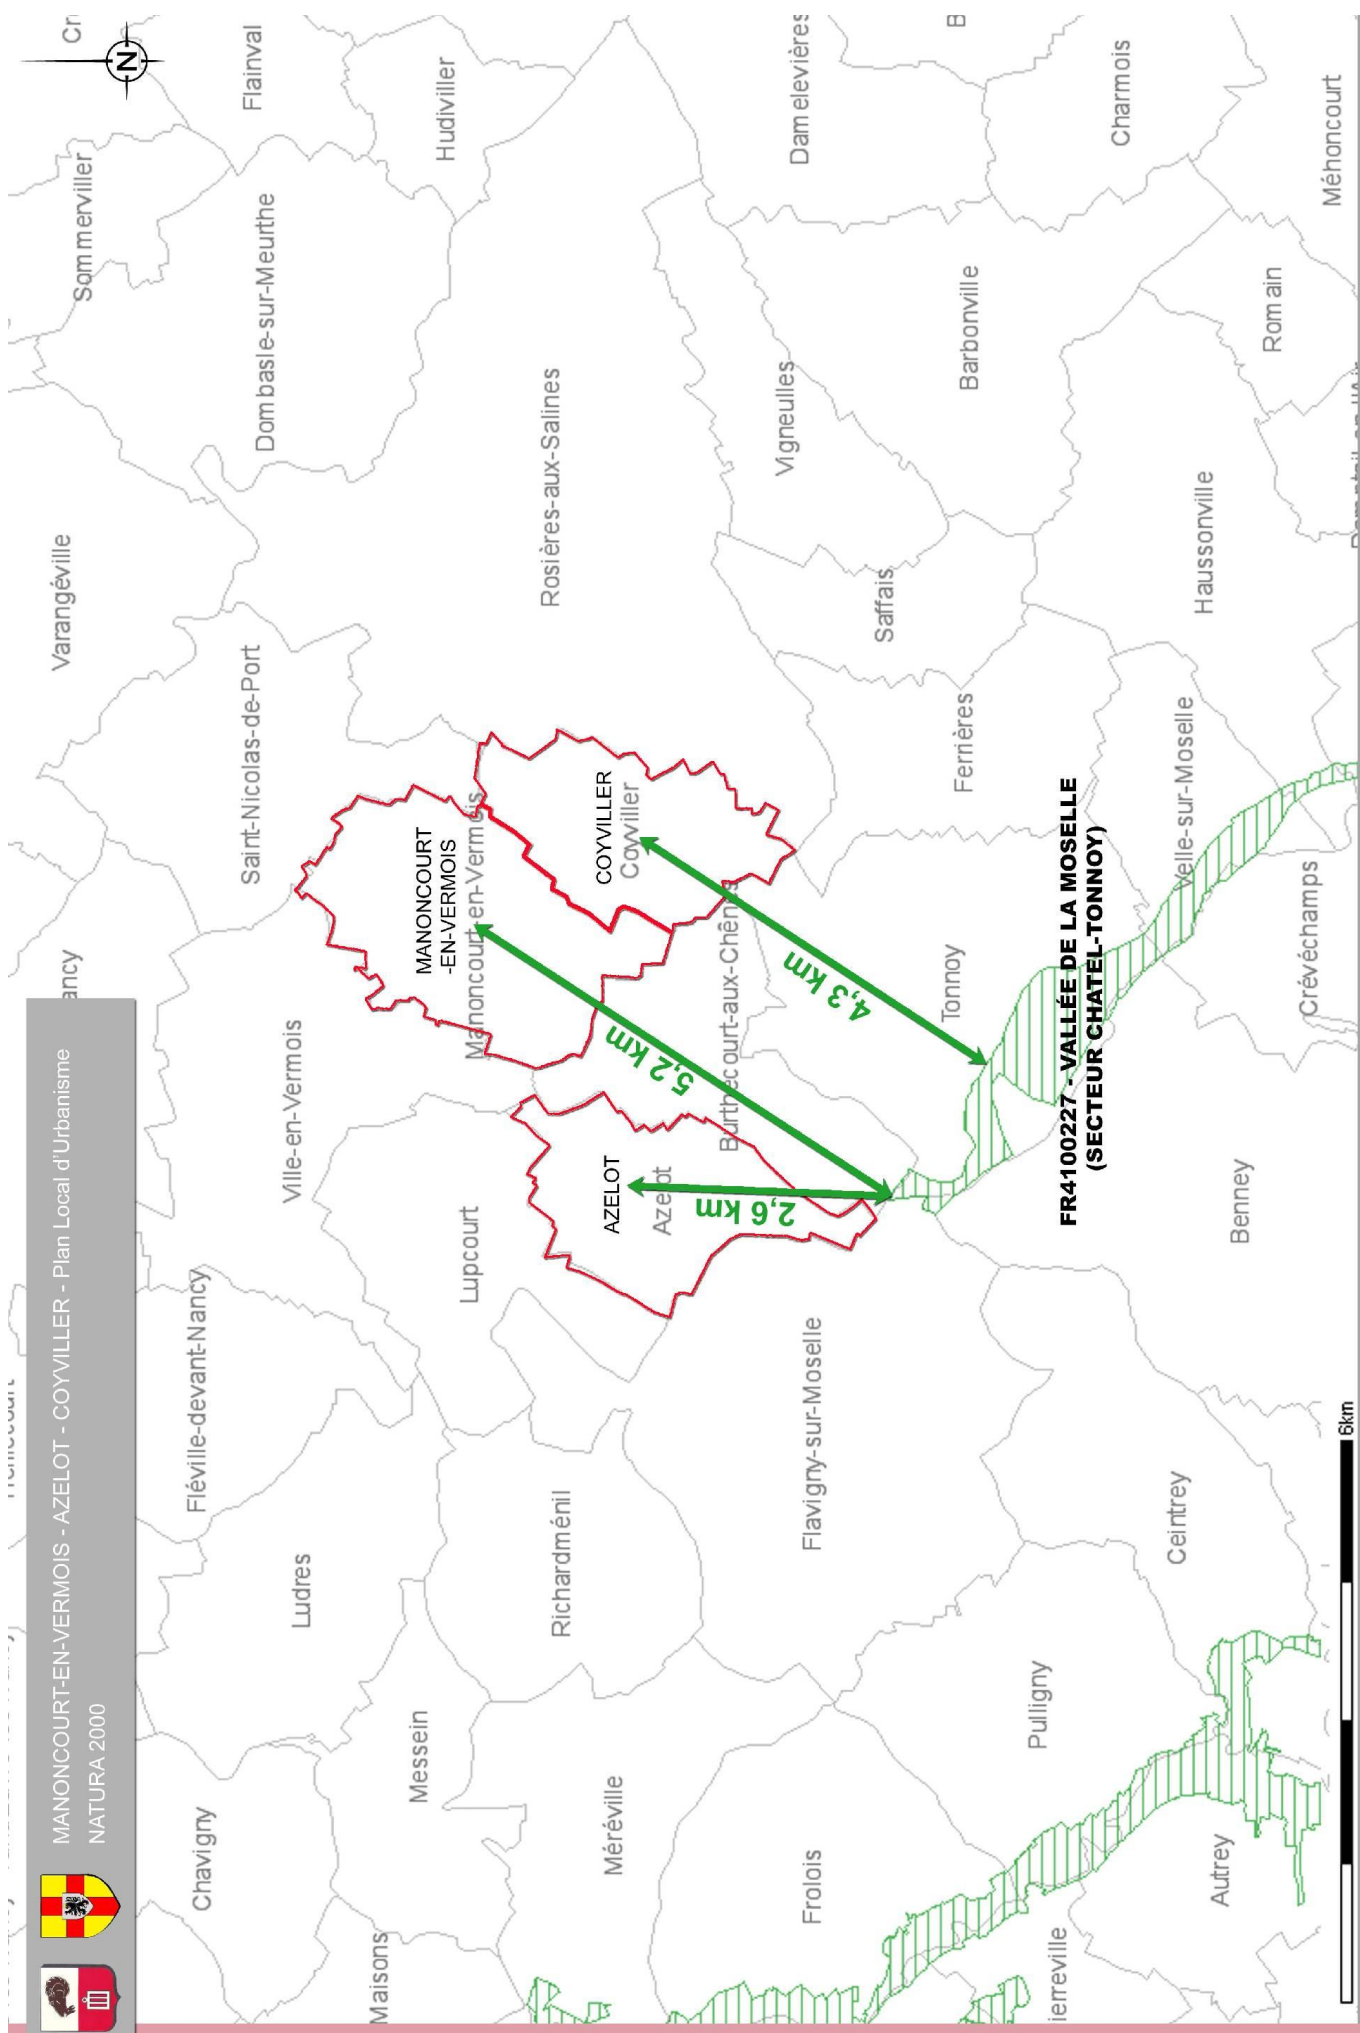 MANONCOURT-EN-VERMOIS - AZELOT - COYVILLER - Plan Local d'Urbanisme
NATURA 2000
N
Sommerviller
Flainval
Varangéville
Dombasle-sur-Meurthe
Hudiviller
Saint-Nicolas-de-Port
Fléville-devant-Nancy
Ville-en-Vermois
Chavigny
Ludres
Lupcourt
MANONCOURT
-EN-VERMOIS
Manoncourt-en-Vermois
Rosières-aux-Salines
Maisons
Messein
Richardménil
AZELOT
Azelot
COYVILLER
Coyviller
Méréville
Burthecourt-aux-Chênes
5,2 km
2,6 km
4,3 km
Vigneulles
Damelevières
Frolois
Flavigny-sur-Moselle
Saffais
Tonnoy
Ferrières
Barbonville
Charmois
Pulligny
FR4100227 - VALLÉE DE LA MOSELLE
(SECTEUR CHATEL-TONNOY)
ierreville
Ceintrey
Velle-sur-Moselle
Haussonville
Romain
Autrey
Benney
Crévéchamps
Méhoncourt
6km